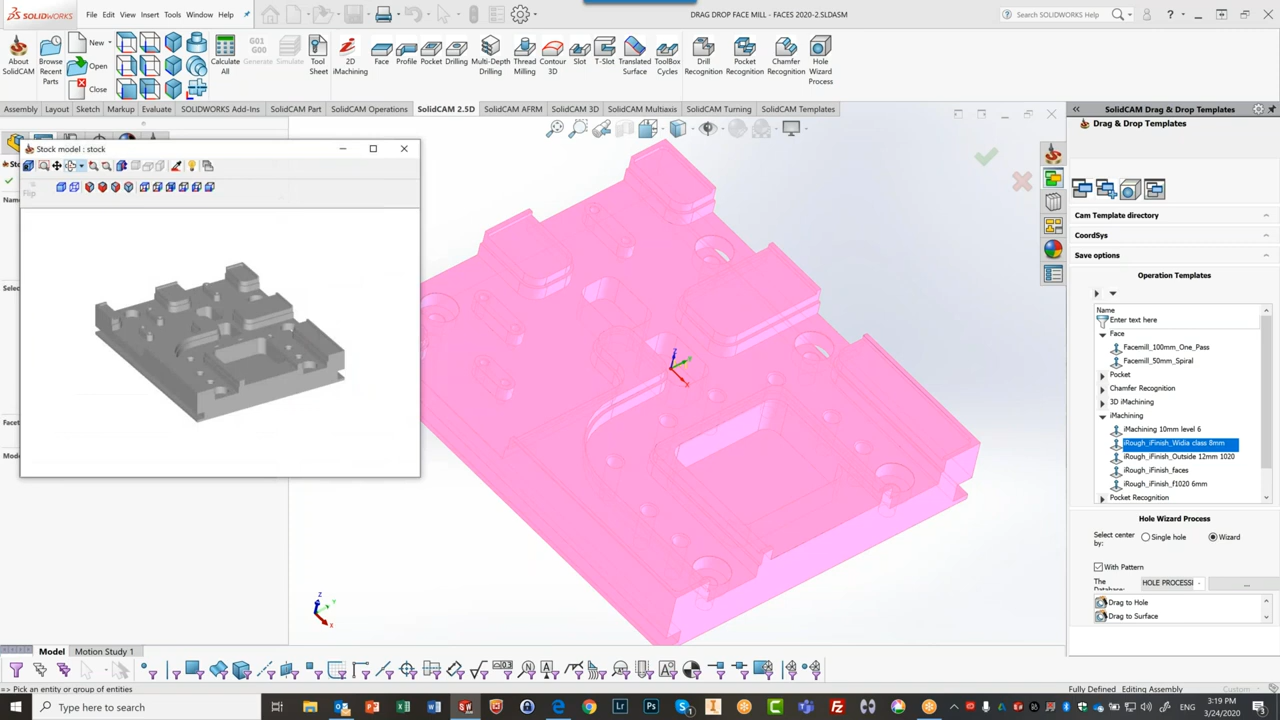 SOLIDWORKS
File Edit View Insert Tools Window Help
DRAG DROP FACE MILL - FACES 2020-2.SLDASM
Search SOLIDWORKS Help
About SolidCAM
Browse Recent Parts
New
Open
Close
Calculate All
G01 G00
Generate
Simulate
Tool Sheet
2D iMachining
Face
Profile
Pocket
Drilling
Multi-Depth Drilling
Thread Milling
Contour 3D
Slot
T-Slot
Translated Surface
ToolBox Cycles
Drill Recognition
Pocket Recognition
Chamfer Recognition
Hole Wizard Process
Assembly Layout Sketch Markup Evaluate SOLIDWORKS Add-Ins SolidCAM Part SolidCAM Operations SolidCAM 2.5D SolidCAM AFRM SolidCAM 3D SolidCAM Multiaxis SolidCAM Turning SolidCAM Templates
SolidCAM Drag & Drop Templates
Drag & Drop Templates
Stock model : stock
Flip
Cam Template directory
CoordSys
Save options
Operation Templates
Name
Enter text here
Face
Facemill_100mm_One_Pass
Facemill_50mm_Spiral
Pocket
Chamfer Recognition
3D iMachining
iMachining
iMachining 10mm level 6
iRough_iFinish_Widia class 8mm
iRough_iFinish_Outside 12mm 1020
iRough_iFinish_faces
iRough_iFinish_f1020 6mm
Pocket Recognition
Hole Wizard Process
Select center by: Single hole Wizard
With Pattern
The Database: HOLE PROCESSI ...
Drag to Hole
Drag to Surface
Z Y X
Z Y X
Model Motion Study 1
=> Pick an entity or group of entities
Fully Defined Editing Assembly Custom
Type here to search
3:19 PM
3/24/2020